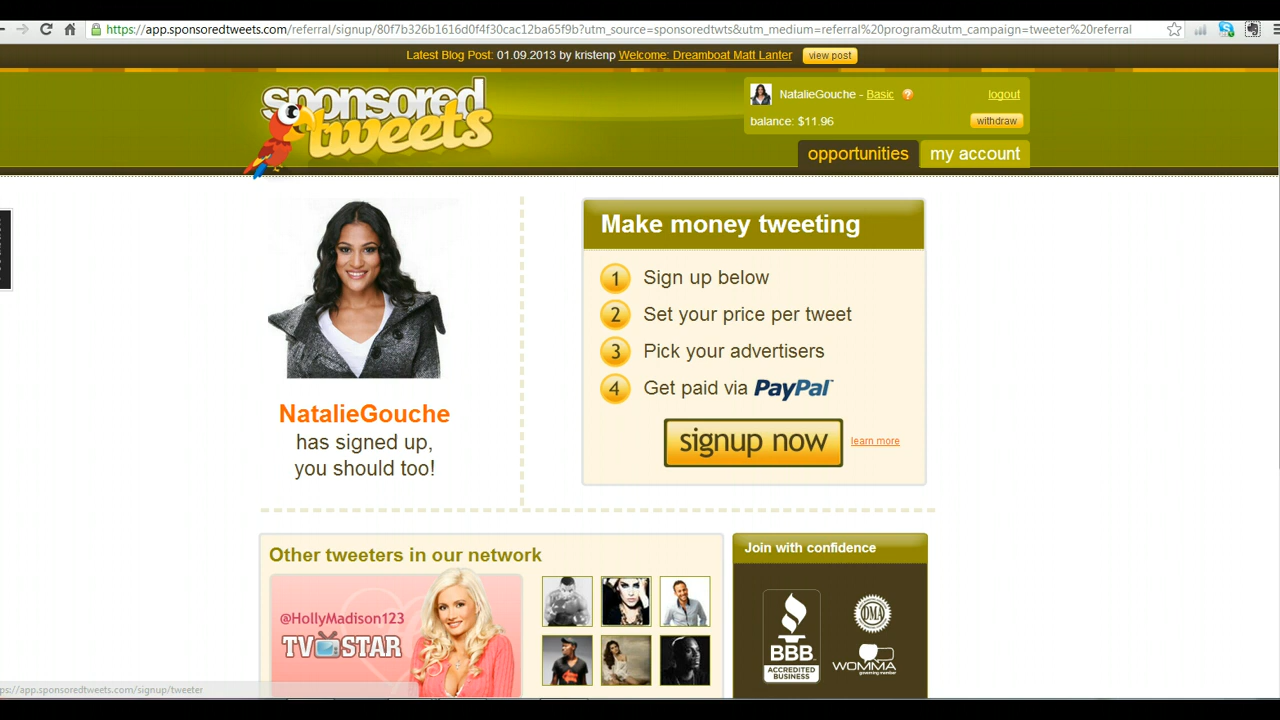 https://app.sponsoredtweets.com/referral/signup/80f7b326b1616d0f4f30cac12ba65f9b?utm_source=sponsoredtwts&utm_medium=referral%20program&utm_campaign=tweeter%20referral
Latest Blog Post: 01.09.2013 by kristenp Welcome: Dreamboat Matt Lanter view post
sponsored
tweets
NatalieGouche - Basic ? logout
balance: $11.96 withdraw
opportunities my account
Make money tweeting
1 Sign up below
2 Set your price per tweet
3 Pick your advertisers
4 Get paid via PayPal
signup now learn more
NatalieGouche
has signed up,
you should too!
Other tweeters in our network
@HollyMadison123
TV STAR
Join with confidence
BBB
ACCREDITED
BUSINESS
DMA
WOMMA
governing member
ps://app.sponsoredtweets.com/signup/tweeter